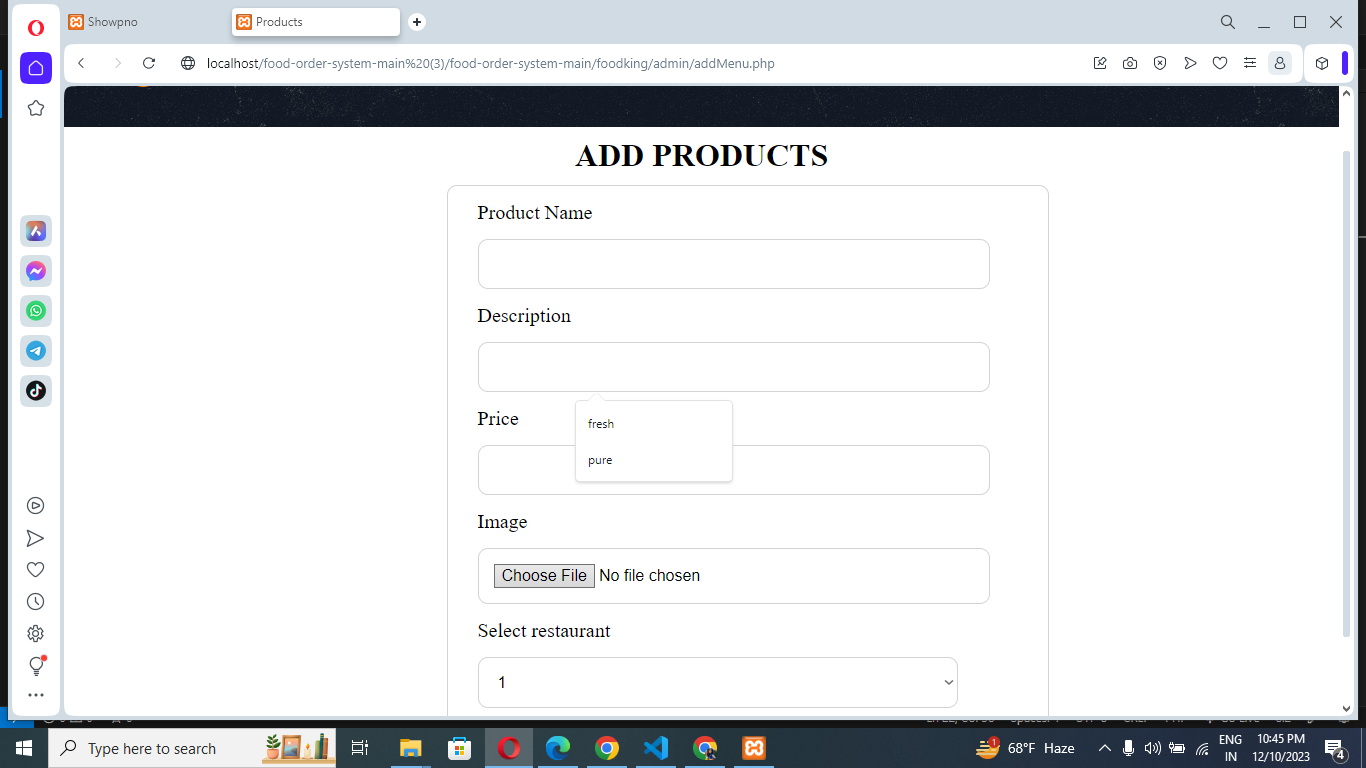 Showpno
Products
localhost/food-order-system-main%20(3)/food-order-system-main/foodking/admin/addMenu.php
ADD PRODUCTS
Product Name
Description
fresh
pure
Price
Image
Choose File No file chosen
Select restaurant
1
Type here to search
1
68°F Haze
ENG
IN
10:45 PM
12/10/2023
4